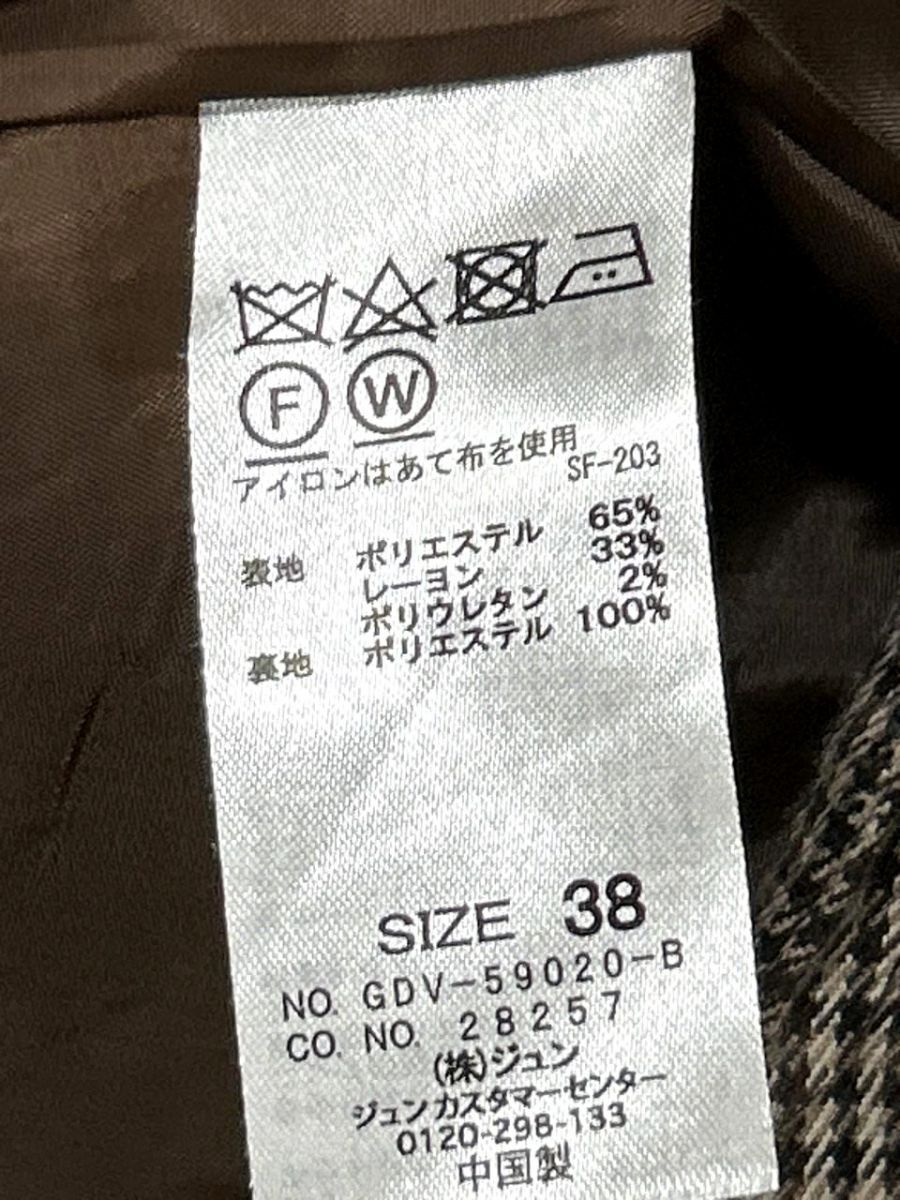 F W
アイロンはあて布を使用
SF-203
表地 ポリエステル 65%
レーヨン 33%
ポリウレタン 2%
裏地 ポリエステル 100%
SIZE 38
NO. GDV-59020-B
CO. NO. 28257
(株)ジュン
ジュンカスタマーセンター
0120-298-133
中国製